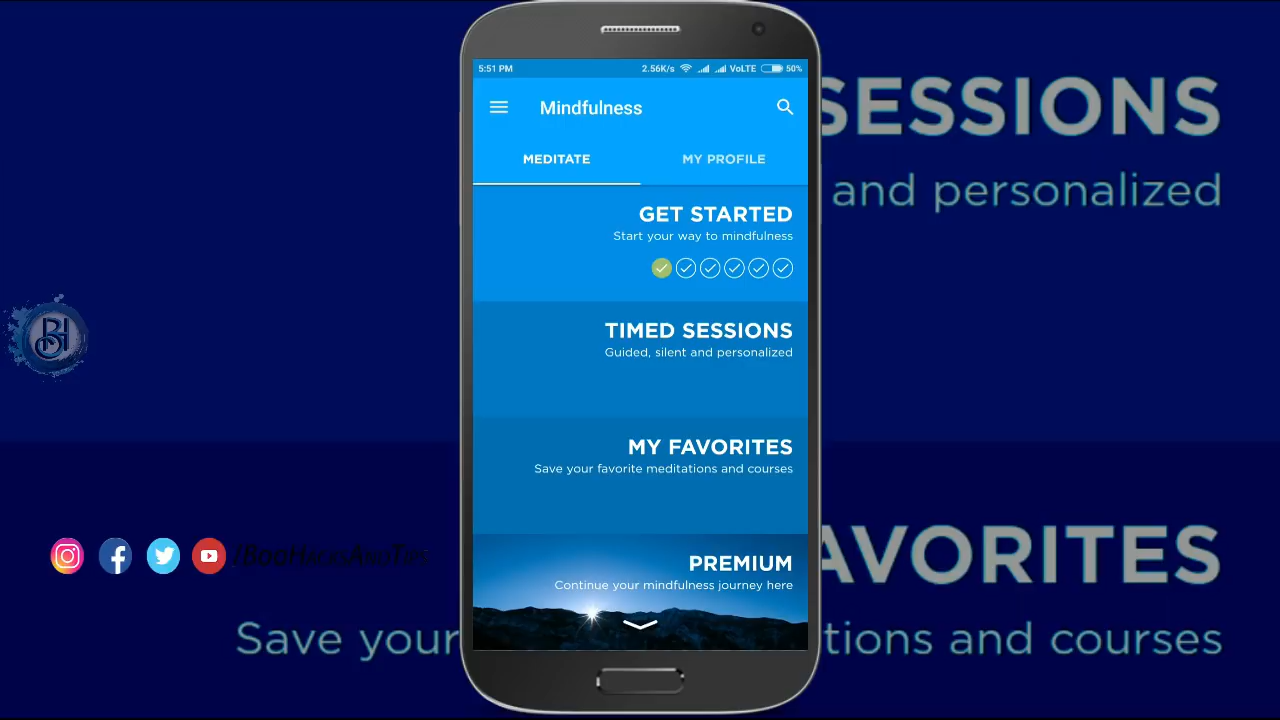 5:51 PM 2.56K/s VoLTE 50%
Mindfulness
MEDITATE MY PROFILE
GET STARTED
Start your way to mindfulness
TIMED SESSIONS
Guided, silent and personalized
MY FAVORITES
Save your favorite meditations and courses
PREMIUM
Continue your mindfulness journey here
SESSIONS
and personalized
AVORITES
Save your
tions and courses
BH